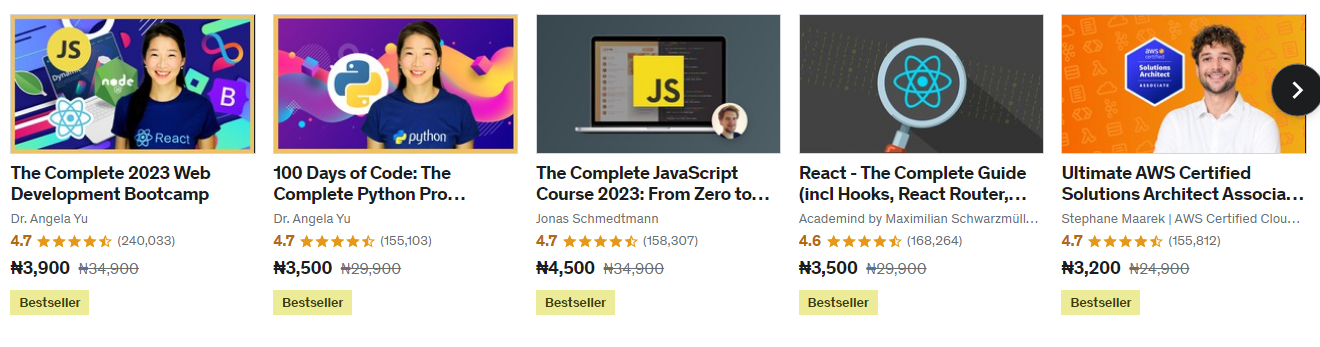 JS
Dynamic
node
B
React
The Complete 2023 Web
Development Bootcamp
Dr. Angela Yu
4.7 (240,033)
₦3,900 ₦34,900
Bestseller
python
100 Days of Code: The
Complete Python Pro…
Dr. Angela Yu
4.7 (155,103)
₦3,500 ₦29,900
Bestseller
JS
The Complete JavaScript
Course 2023: From Zero to…
Jonas Schmedtmann
4.7 (158,307)
₦4,500 ₦34,900
Bestseller
React - The Complete Guide
(incl Hooks, React Router,…
Academind by Maximilian Schwarzmüll…
4.6 (168,264)
₦3,500 ₦29,900
Bestseller
aws
certified
Solutions
Architect
ASSOCIATE
Ultimate AWS Certified
Solutions Architect Associa…
Stephane Maarek | AWS Certified Clou…
4.7 (155,812)
₦3,200 ₦24,900
Bestseller